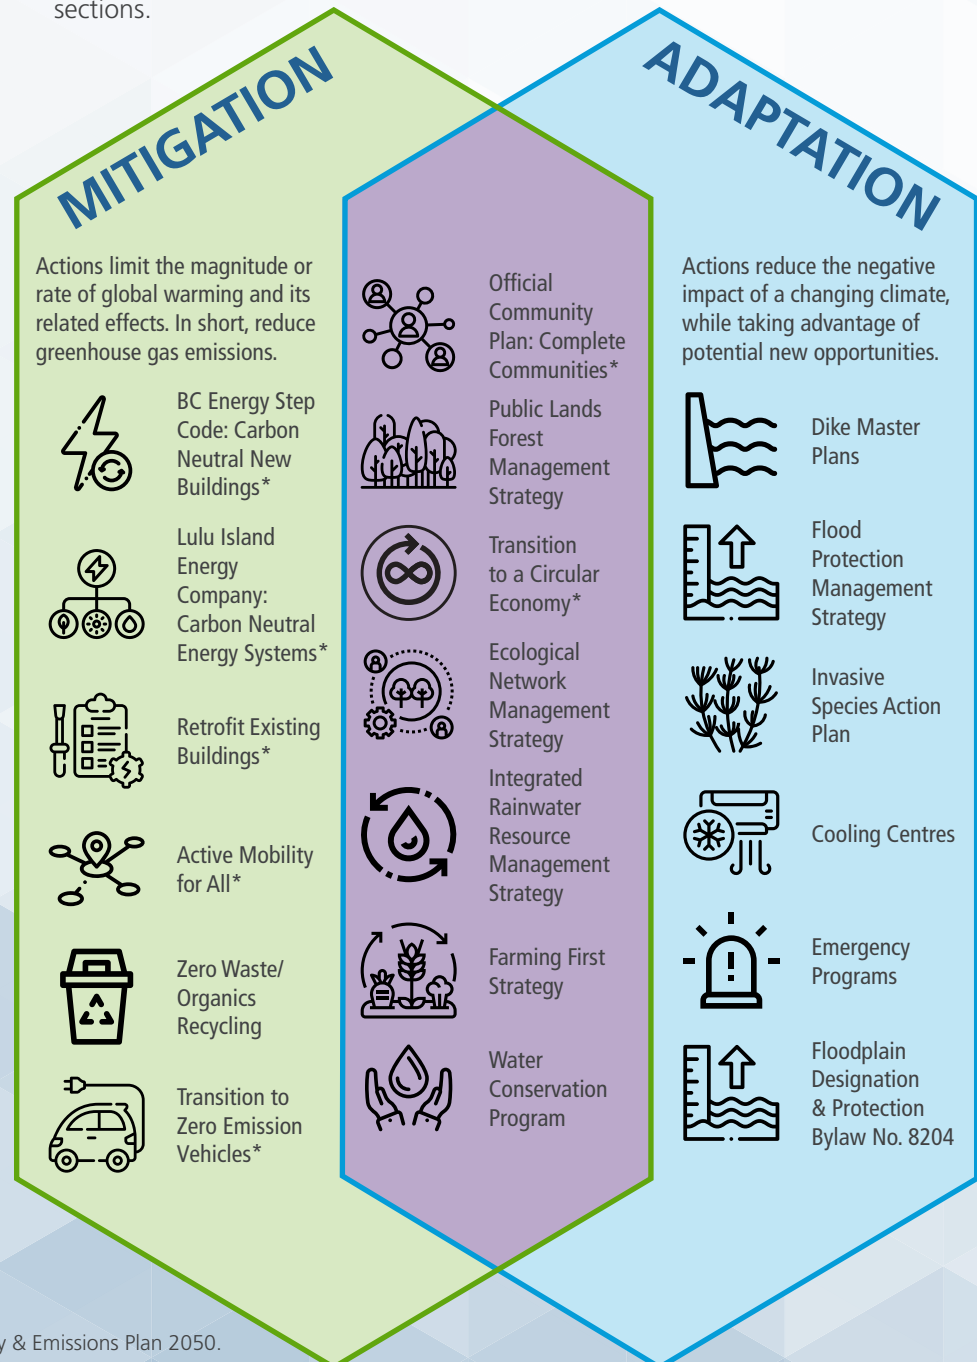 sections.
MITIGATION
Actions limit the magnitude or
rate of global warming and its
related effects. In short, reduce
greenhouse gas emissions.
BC Energy Step
Code: Carbon
Neutral New
Buildings*
Lulu Island
Energy
Company:
Carbon Neutral
Energy Systems*
Retrofit Existing
Buildings*
Active Mobility
for All*
Zero Waste/
Organics
Recycling
Transition to
Zero Emission
Vehicles*
Official
Community
Plan: Complete
Communities*
Public Lands
Forest
Management
Strategy
Transition
to a Circular
Economy*
Ecological
Network
Management
Strategy
Integrated
Rainwater
Resource
Management
Strategy
Farming First
Strategy
Water
Conservation
Program
ADAPTATION
Actions reduce the negative
impact of a changing climate,
while taking advantage of
potential new opportunities.
Dike Master
Plans
Flood
Protection
Management
Strategy
Invasive
Species Action
Plan
Cooling Centres
Emergency
Programs
Floodplain
Designation
& Protection
Bylaw No. 8204
y & Emissions Plan 2050.